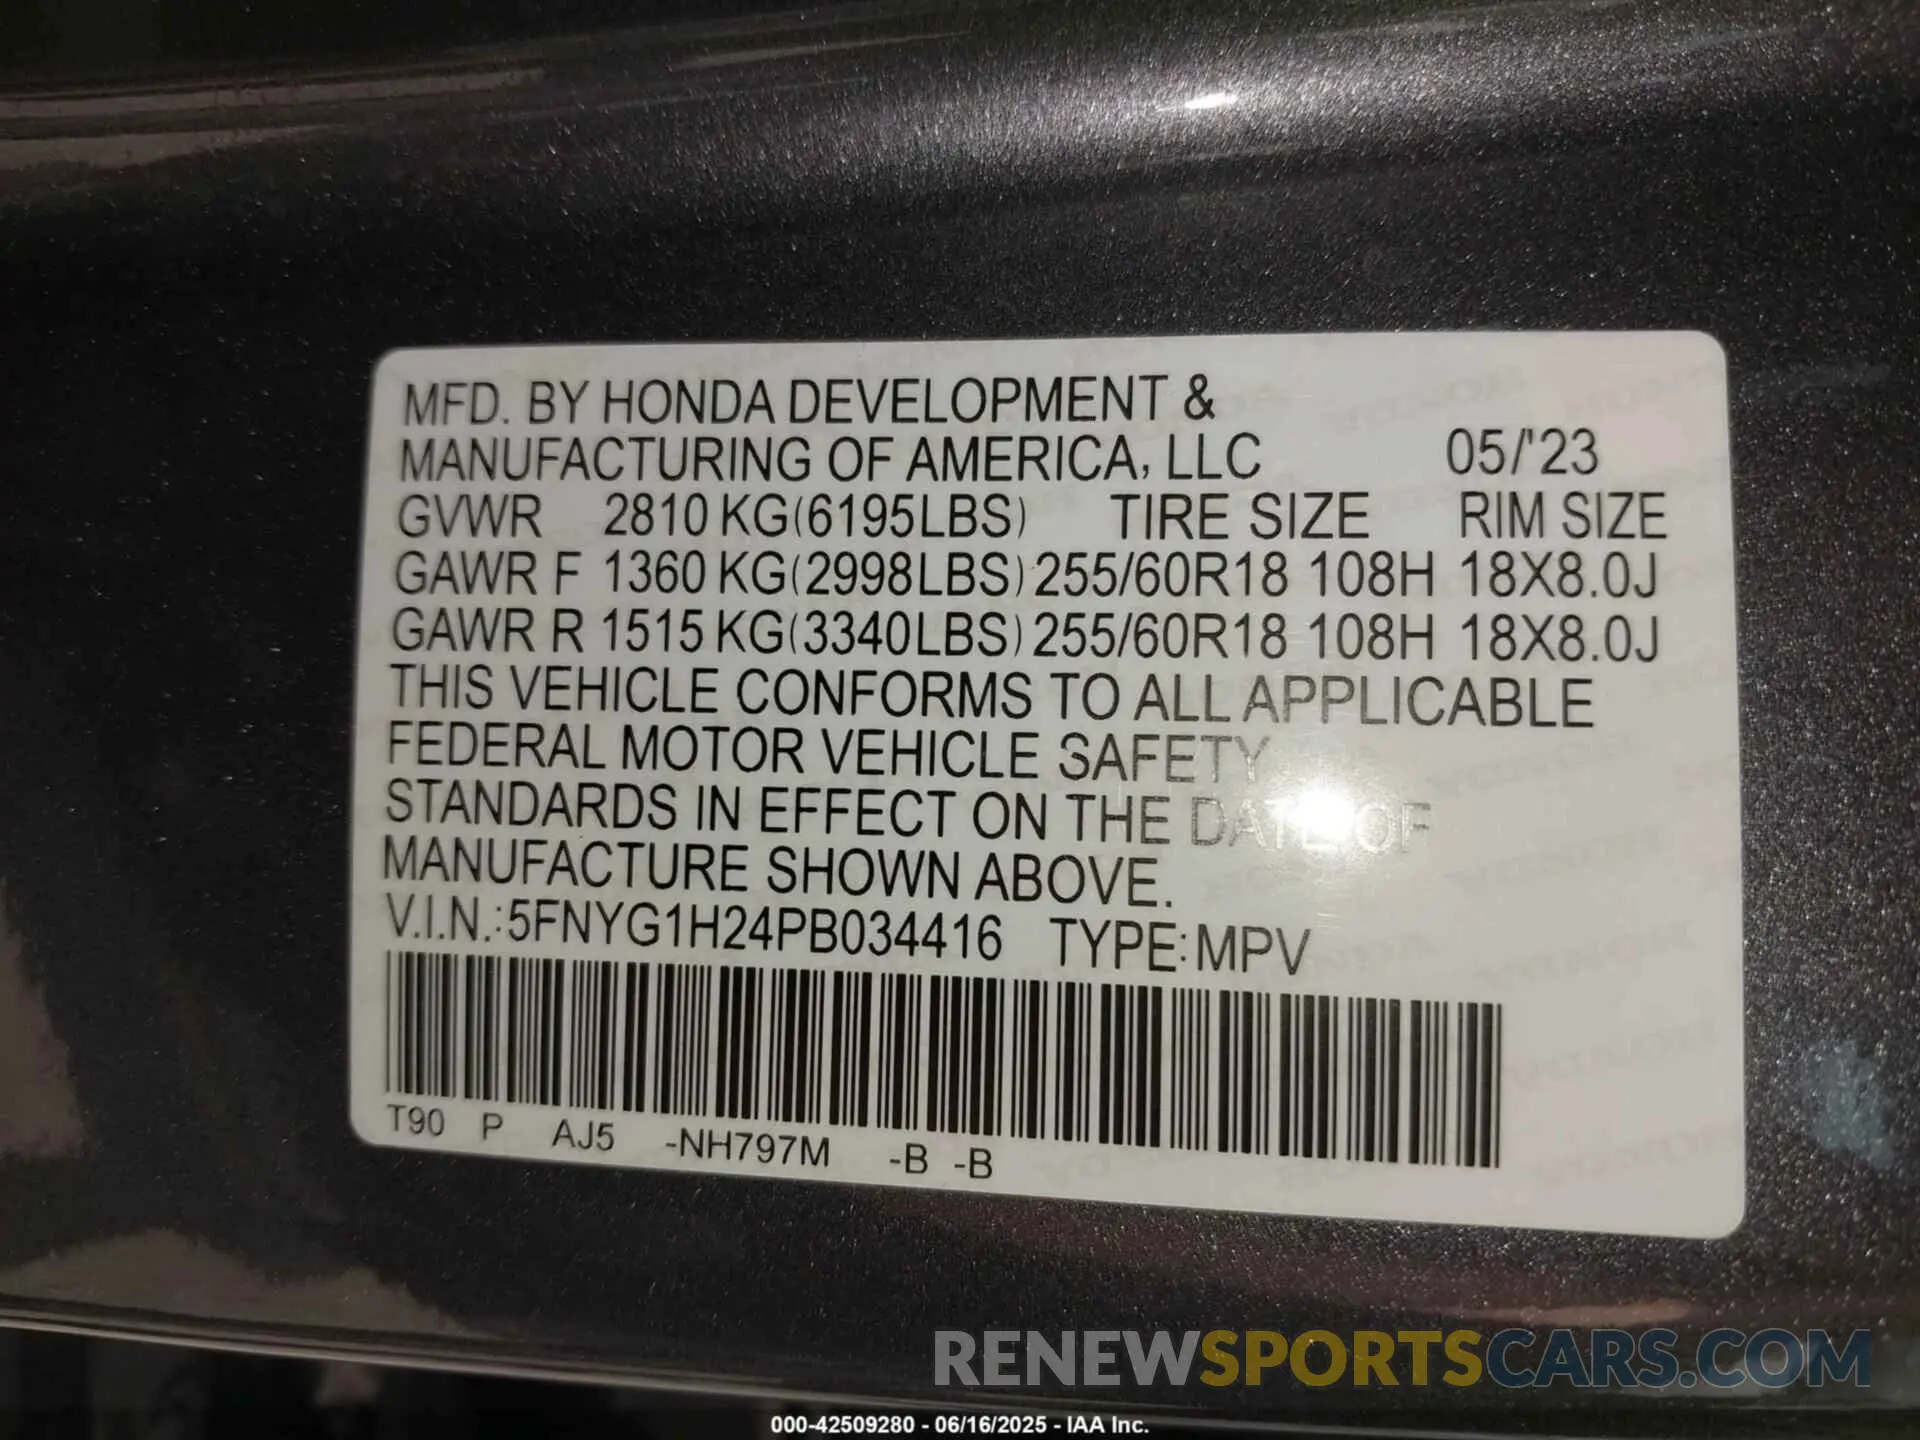 MFD. BY HONDA DEVELOPMENT &
MANUFACTURING OF AMERICA, LLC 05/'23
GVWR 2810 KG(6195LBS) TIRE SIZE RIM SIZE
GAWR F 1360 KG(2998LBS) 255/60R18 108H 18X8.0J
GAWR R 1515 KG(3340LBS) 255/60R18 108H 18X8.0J
THIS VEHICLE CONFORMS TO ALL APPLICABLE
FEDERAL MOTOR VEHICLE SAFETY
STANDARDS IN EFFECT ON THE DATE OF
MANUFACTURE SHOWN ABOVE.
V.I.N.:5FNYG1H24PB034416 TYPE:MPV
T90 P AJ5 -NH797M -B -B
RENEWSPORTSCARS.COM
000-42509280 - 06/16/2025 - IAA Inc.